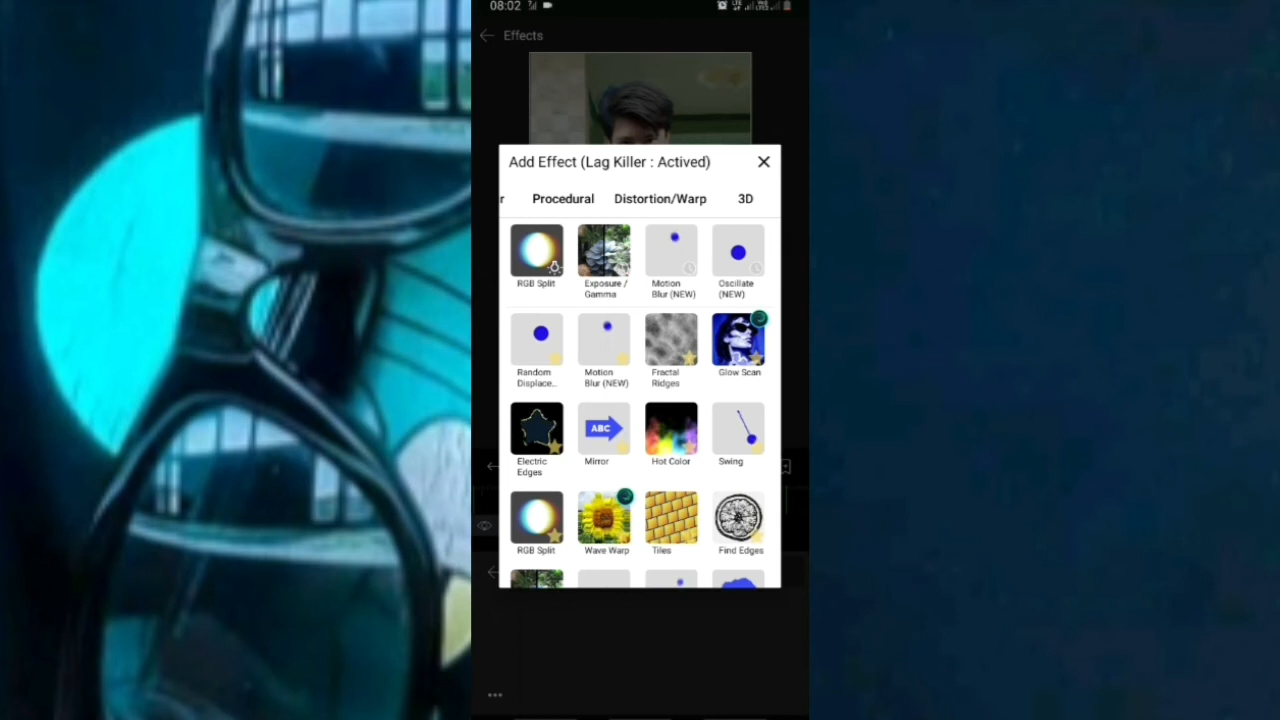 08:02
Effects
Add Effect (Lag Killer : Actived)
r Procedural Distortion/Warp 3D
RGB Split
Exposure /
Gamma
Motion
Blur (NEW)
Oscillate
(NEW)
Random
Displace...
Motion
Blur (NEW)
Fractal
Ridges
Glow Scan
Electric
Edges
ABC
Mirror
Hot Color
Swing
RGB Split
Wave Warp
Tiles
Find Edges